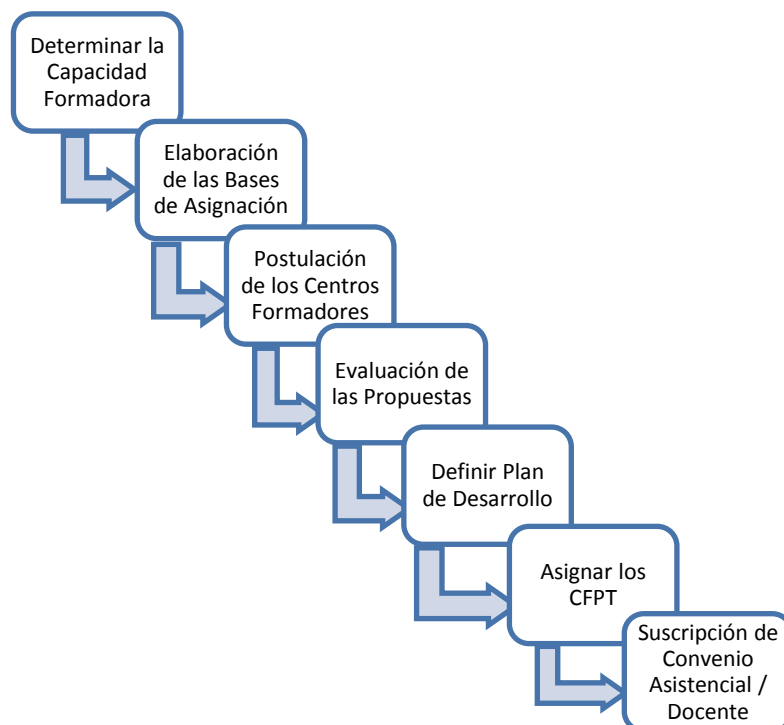 Determinar la
Capacidad
Formadora
Elaboración
de las Bases
de Asignación
Postulación
de los Centros
Formadores
Evaluación de
las Propuestas
Definir Plan
de Desarrollo
Asignar los
CFPT
Suscripción de
Convenio
Asistencial /
Docente